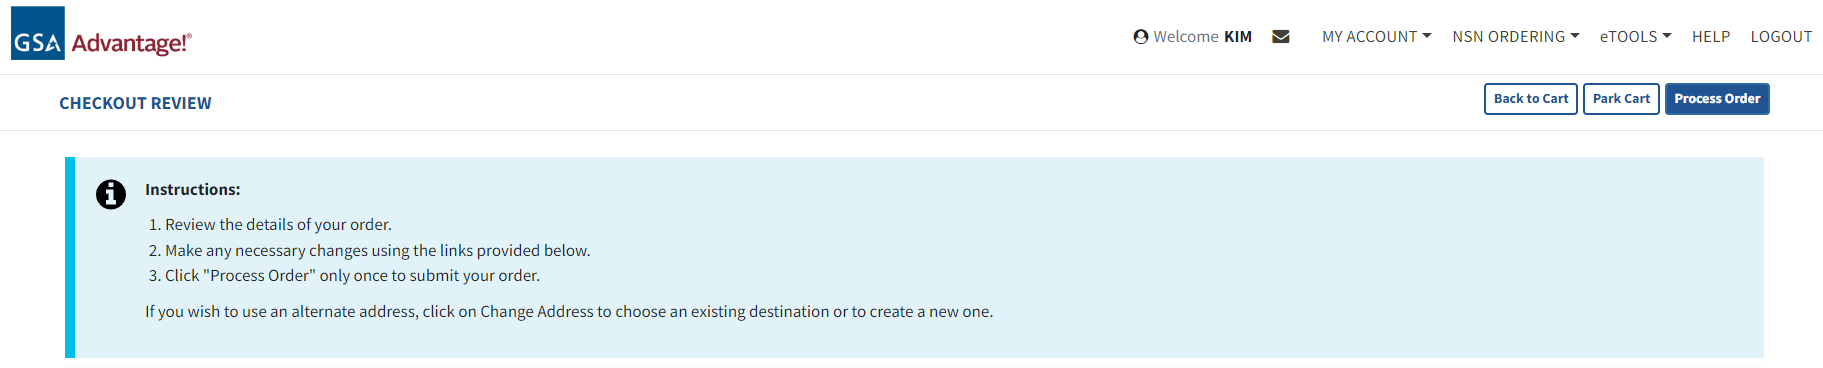 GSA Advantage!®
Welcome KIM MY ACCOUNT NSN ORDERING eTOOLS HELP LOGOUT
CHECKOUT REVIEW
Back to Cart Park Cart Process Order
Instructions:
1. Review the details of your order.
2. Make any necessary changes using the links provided below.
3. Click "Process Order" only once to submit your order.
If you wish to use an alternate address, click on Change Address to choose an existing destination or to create a new one.